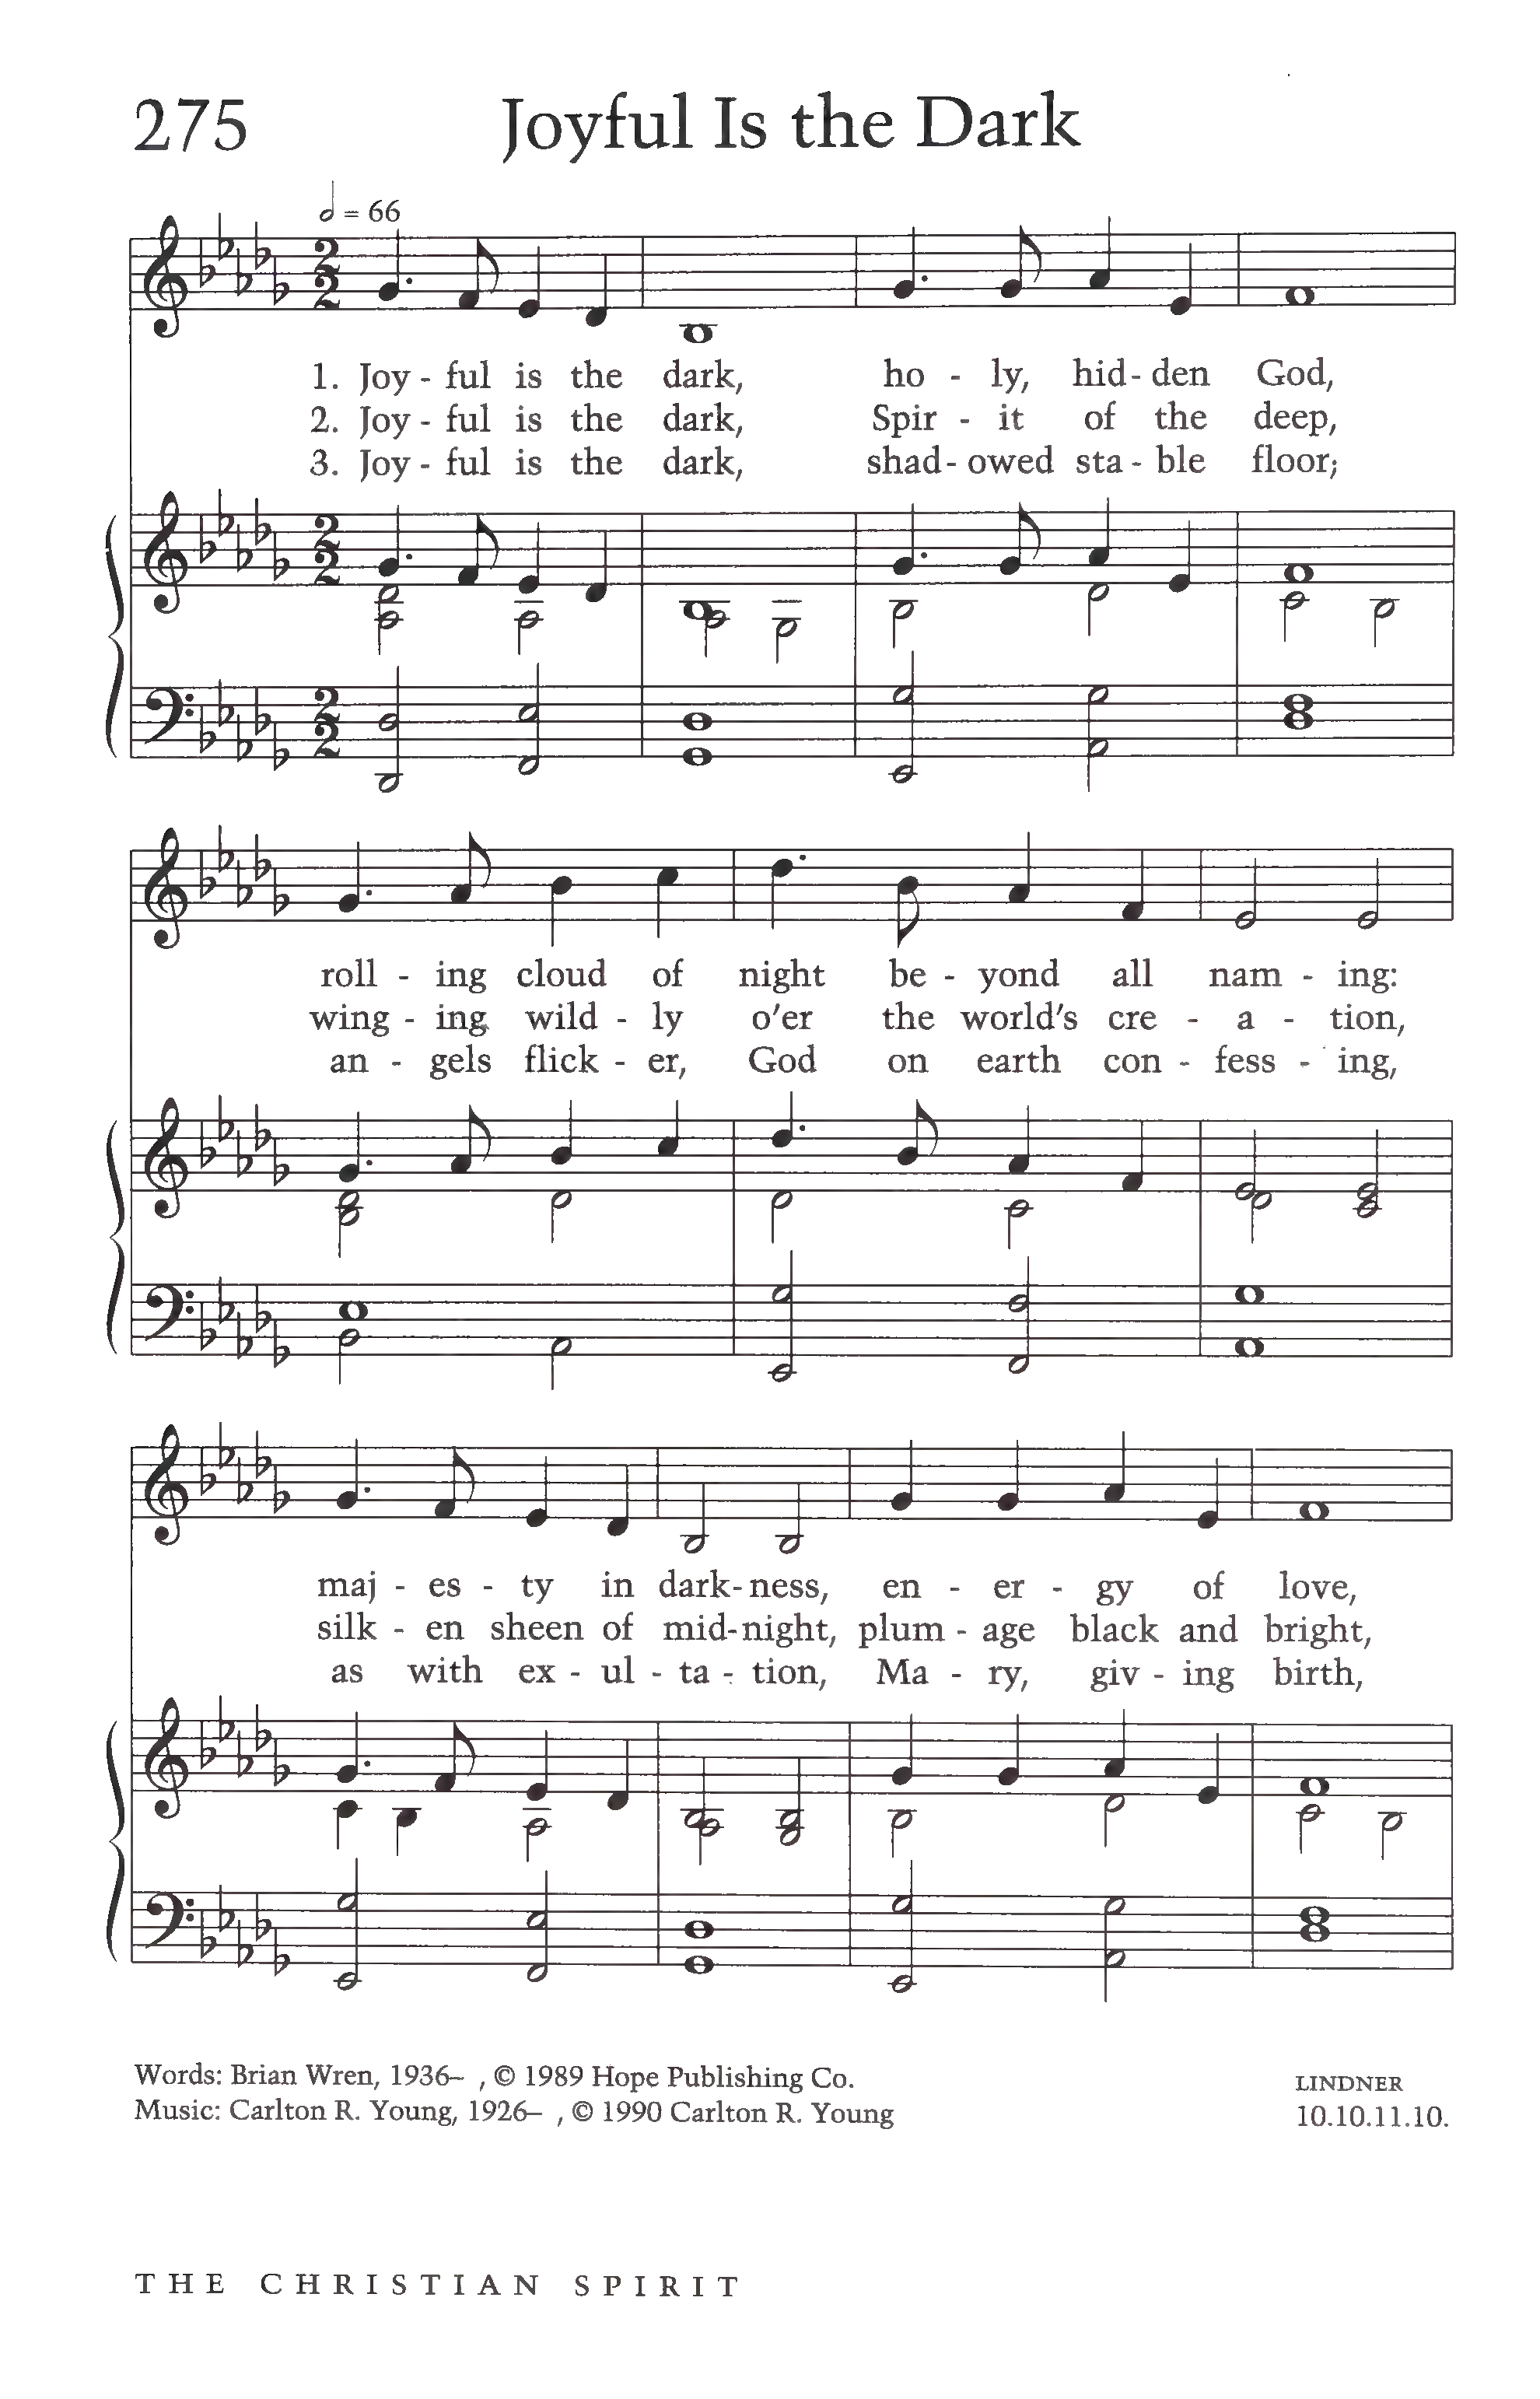 275 Joyful Is the Dark
= 66
1. Joy - ful is the dark, ho - ly, hid - den God,
2. Joy - ful is the dark, Spir - it of the deep,
3. Joy - ful is the dark, shad - owed sta - ble floor;
roll - ing cloud of night be - yond all nam - ing:
wing - ing wild - ly o'er the world's cre - a - tion,
an - gels flick - er, God on earth con - fess - ing,
maj - es - ty in dark - ness, en - er - gy of love,
silk - en sheen of mid - night, plum - age black and bright,
as with ex - ul - ta - tion, Ma - ry, giv - ing birth,
Words: Brian Wren, 1936– , © 1989 Hope Publishing Co.
Music: Carlton R. Young, 1926– , © 1990 Carlton R. Young
LINDNER
10.10.11.10.
THE CHRISTIAN SPIRIT